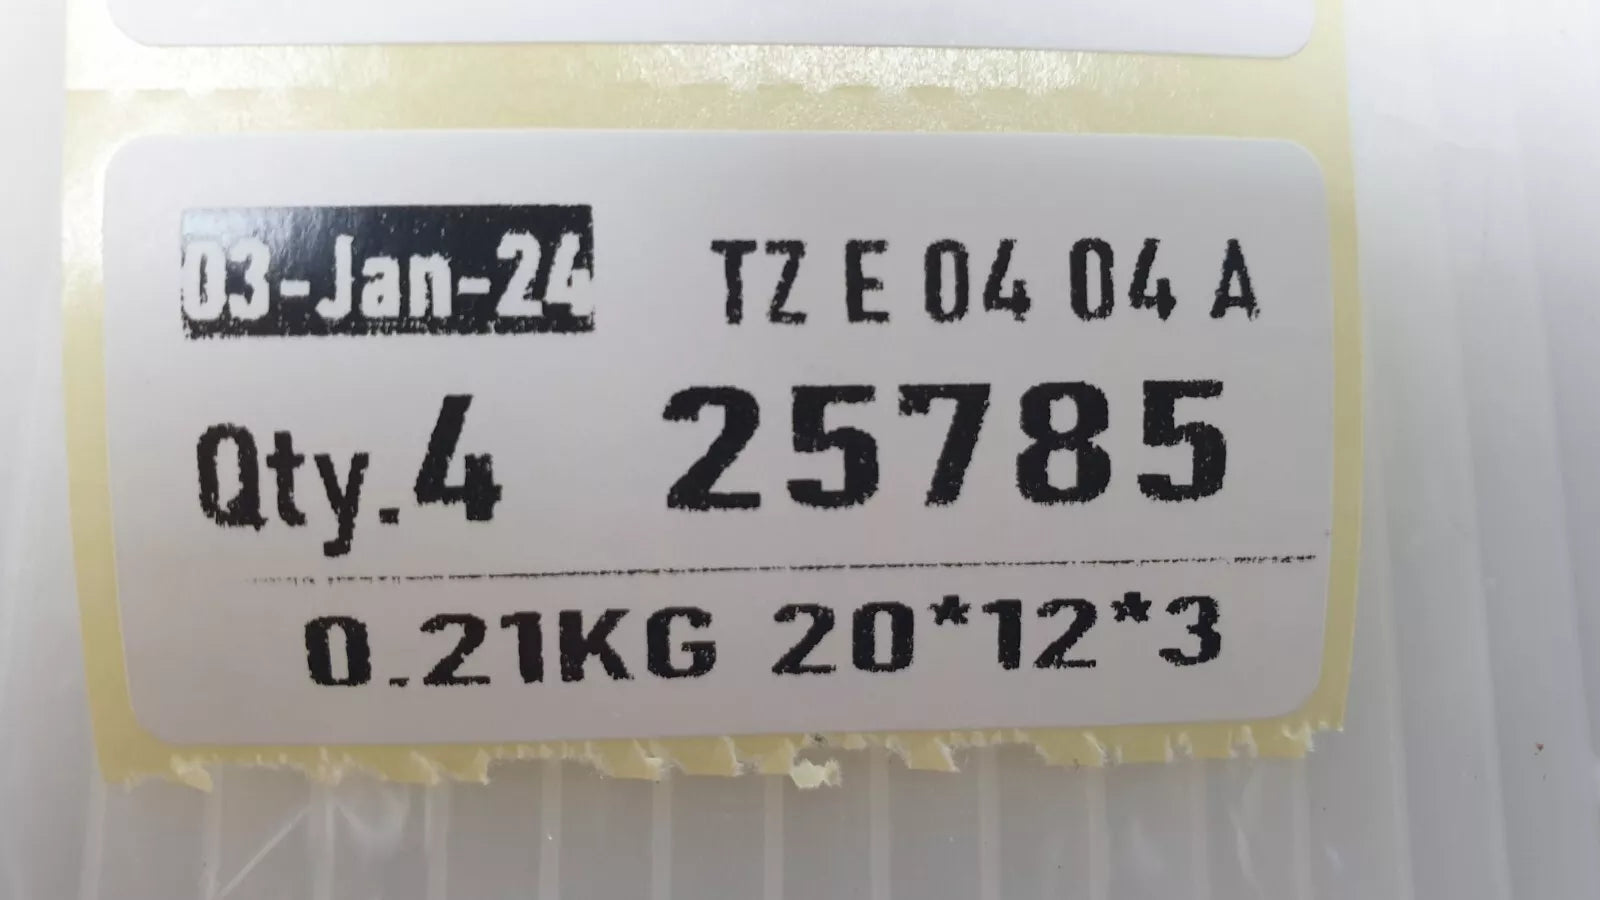 03-Jan-24 TZ E 04 04 A
Qty.4 25785
0.21KG 20*12*3